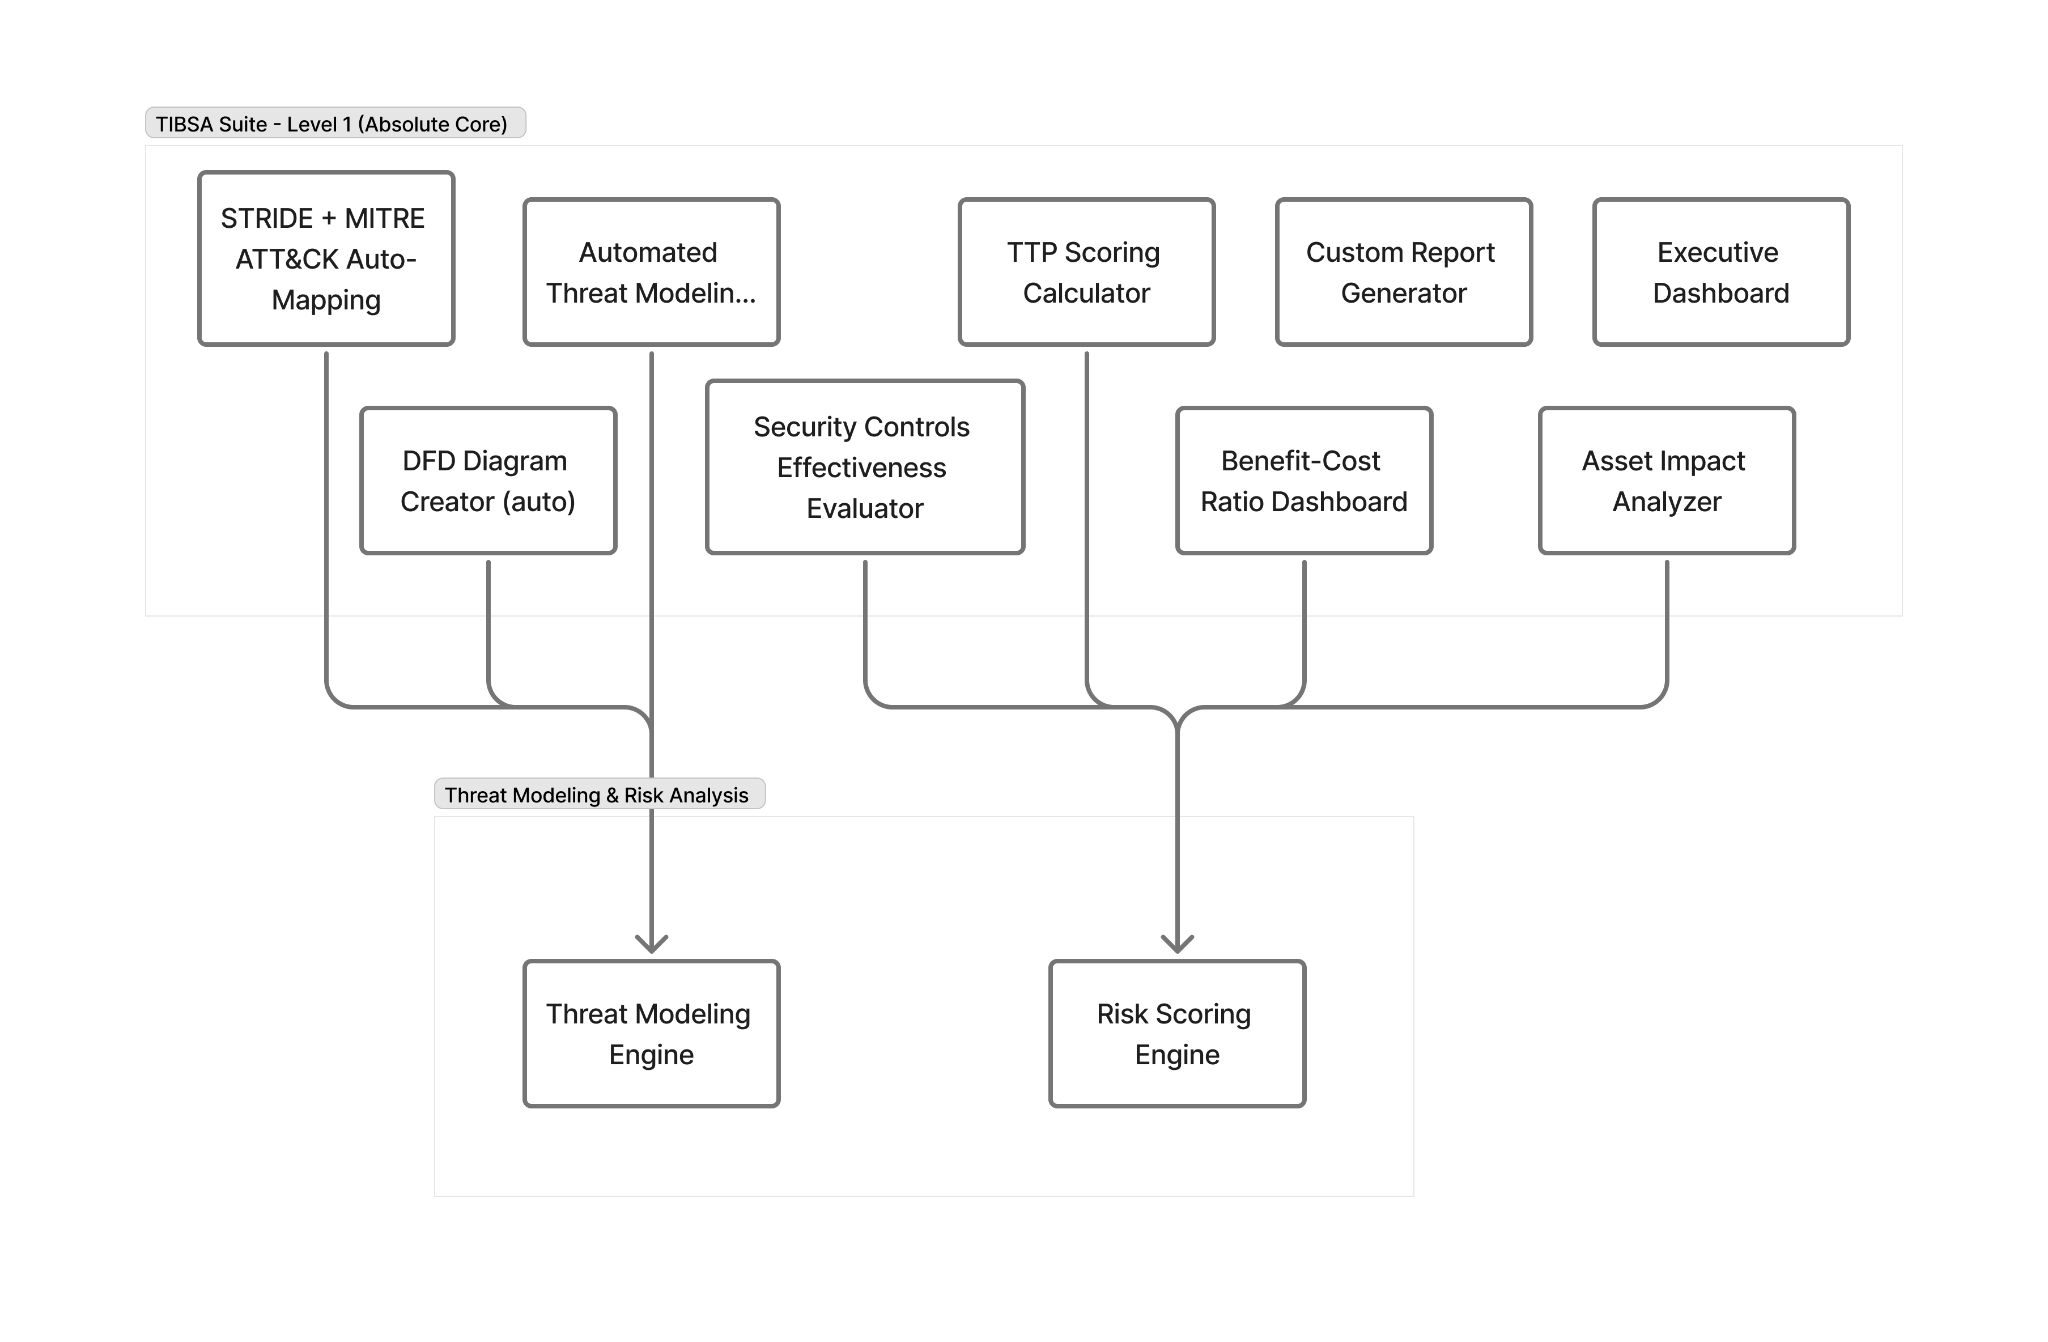 TIBSA Suite - Level 1 (Absolute Core)
STRIDE + MITRE
ATT&CK Auto-
Mapping
Automated
Threat Modelin...
TTP Scoring
Calculator
Custom Report
Generator
Executive
Dashboard
DFD Diagram
Creator (auto)
Security Controls
Effectiveness
Evaluator
Benefit-Cost
Ratio Dashboard
Asset Impact
Analyzer
Threat Modeling & Risk Analysis
Threat Modeling
Engine
Risk Scoring
Engine